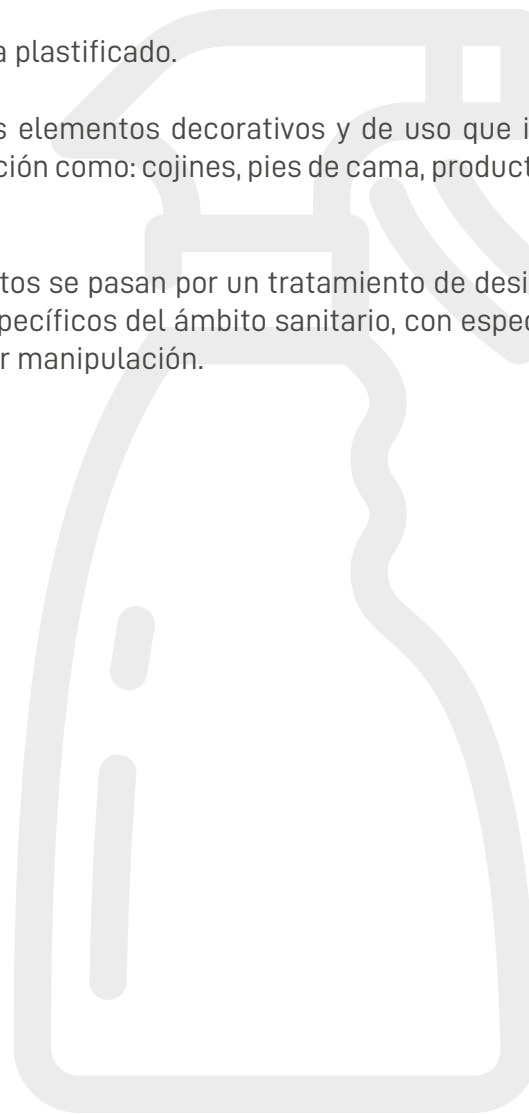 a plastificado.
s elementos decorativos y de uso que i
ción como: cojines, pies de cama, product
tos se pasan por un tratamiento de desi
pecíficos del ámbito sanitario, con espec
r manipulación.